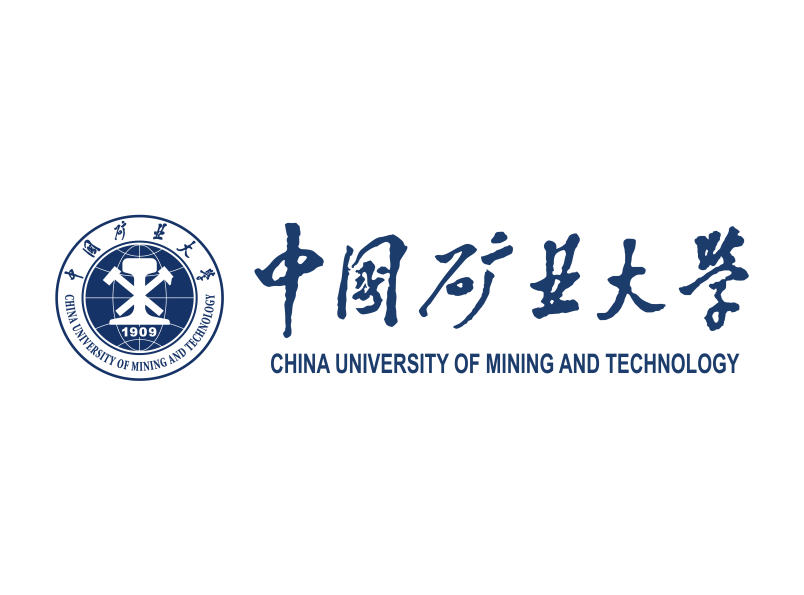 中国矿业大学
CHINA UNIVERSITY OF MINING AND TECHNOLOGY
1909
中国矿业大学
CHINA UNIVERSITY OF MINING AND TECHNOLOGY